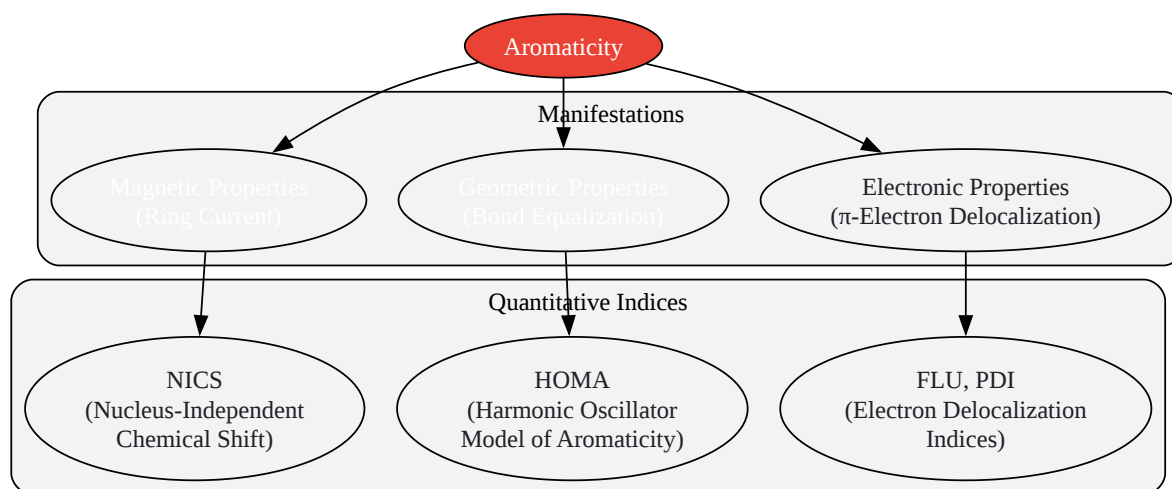 Aromaticity
Manifestations
Magnetic Properties
(Ring Current)
Geometric Properties
(Bond Equalization)
Electronic Properties
(π-Electron Delocalization)
Quantitative Indices
NICS
(Nucleus-Independent
Chemical Shift)
HOMA
(Harmonic Oscillator
Model of Aromaticity)
FLU, PDI
(Electron Delocalization
Indices)